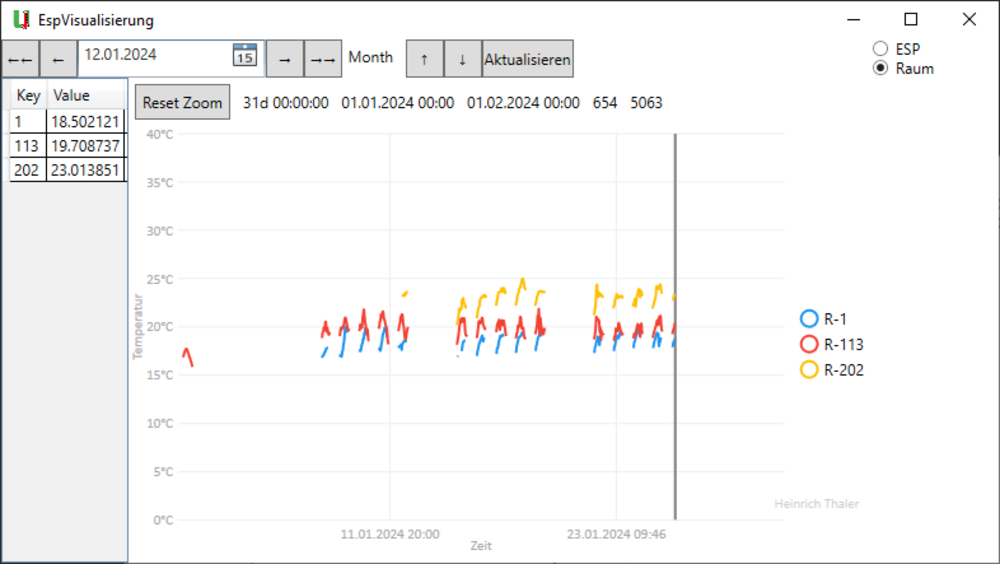 EspVisualisierung
←← ← 12.01.2024 15 → →→ Month ↑ ↓ Aktualisieren
ESP
Raum
Key Value
1 18.502121
113 19.708737
202 23.013851
Reset Zoom 31d 00:00:00 01.01.2024 00:00 01.02.2024 00:00 654 5063
40°C
35°C
30°C
25°C
20°C
15°C
10°C
5°C
0°C
Temperatur
11.01.2024 20:00 23.01.2024 09:46
Zeit
R-1
R-113
R-202
Heinrich Thaler